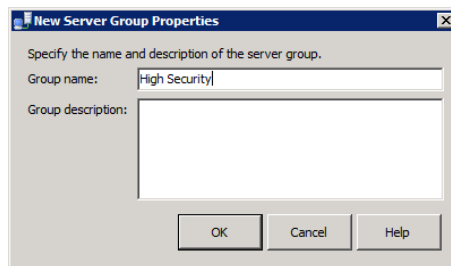 New Server Group Properties
Specify the name and description of the server group.
Group name: High Security
Group description:
OK Cancel Help